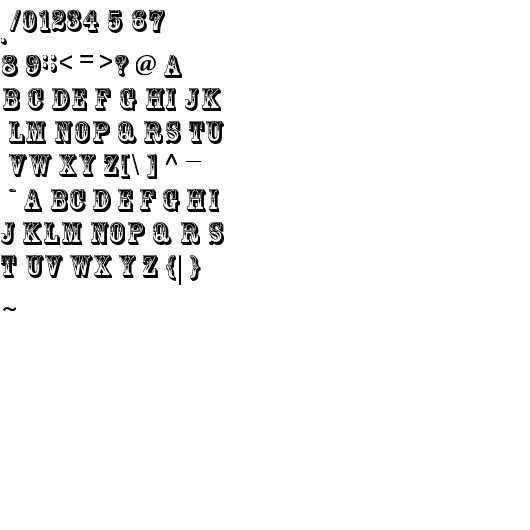 ./01234 5 67
8 9:;< = >? @ A
B C DE F G HI JK
LM NOP Q RS TU
VW XY Z[\ ] ^ _
` A BC D E F G HI
J KLM NOP Q R S
T UV WX Y Z {| }
~